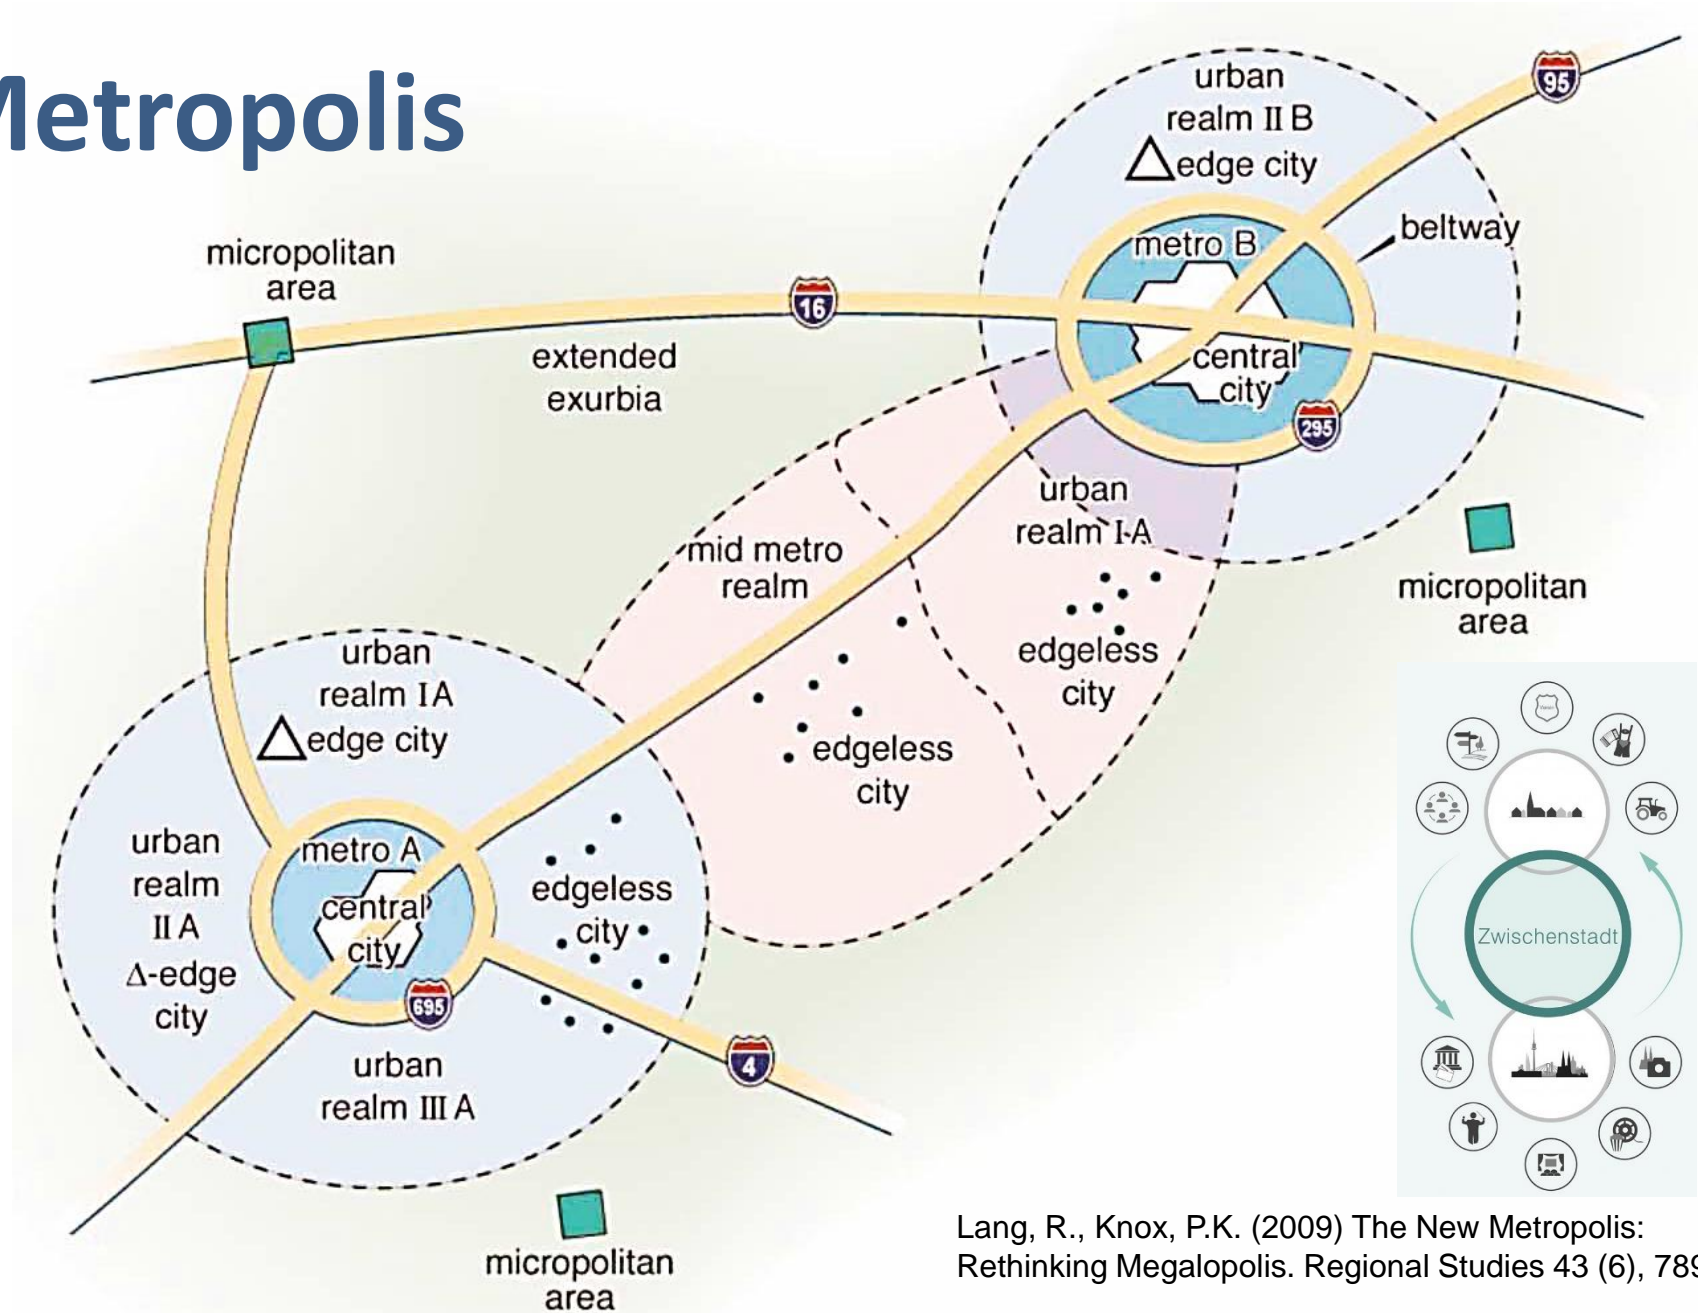 Metropolis
urban
realm II B
edge city
95
beltway
metro B
central
city
295
micropolitan
area
16
extended
exurbia
mid metro
realm
urban
realm I-A
edgeless
city
edgeless
city
micropolitan
area
urban
realm I A
edge city
urban
realm
II A
Δ-edge
city
metro A
central
city
695
edgeless
city
urban
realm III A
4
micropolitan
area
Zwischenstadt
Lang, R., Knox, P.K. (2009) The New Metropolis:
Rethinking Megalopolis. Regional Studies 43 (6), 789